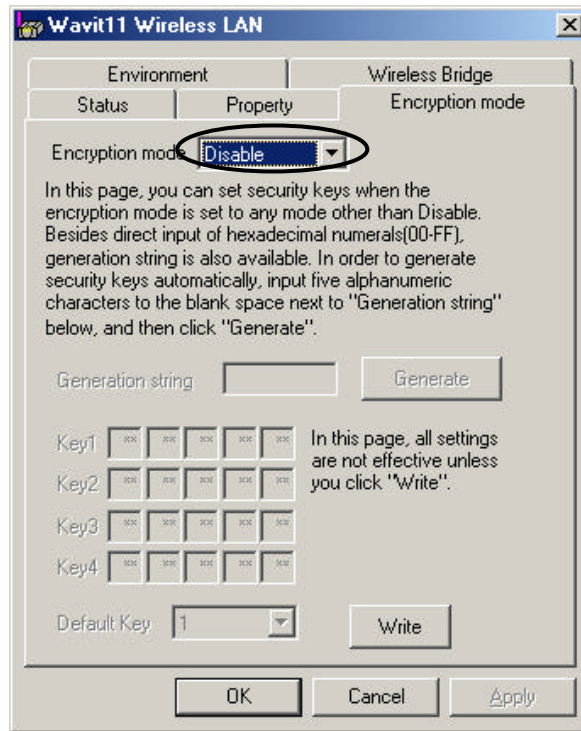 Wavit11 Wireless LAN
Environment Wireless Bridge
Status Property Encryption mode
Encryption mode Disable
In this page, you can set security keys when the
encryption mode is set to any mode other than Disable.
Besides direct input of hexadecimal numerals(00-FF),
generation string is also available. In order to generate
security keys automatically, input five alphanumeric
characters to the blank space next to "Generation string"
below, and then click "Generate".
Generation string Generate
Key1 ** ** ** ** **
Key2 ** ** ** ** **
Key3 ** ** ** ** **
Key4 ** ** ** ** **
In this page, all settings
are not effective unless
you click "Write".
Default Key 1
Write
OK Cancel Apply